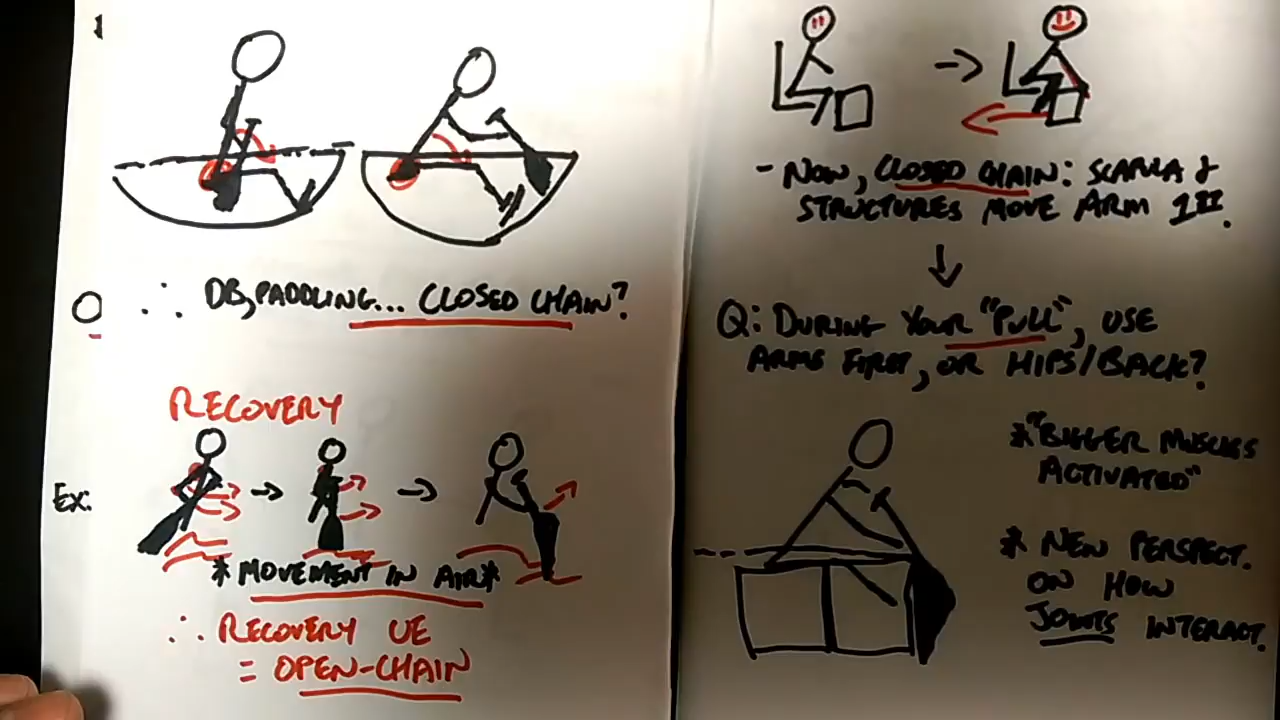 ∴ DB, PADDLING... CLOSED CHAIN?
RECOVERY
Ex:
*MOVEMENT IN AIR*
∴ RECOVERY UE
= OPEN-CHAIN
- NOW, CLOSED CHAIN: SCAPULA &
STRUCTURES MOVE ARM 1st.
Q: DURING YOUR "PULL", USE
ARMS FIRST, OR HIPS/BACK?
*"BIGGER MUSCLES
ACTIVATED"
* NEW PERSPECT.
ON HOW
JOINTS INTERACT.